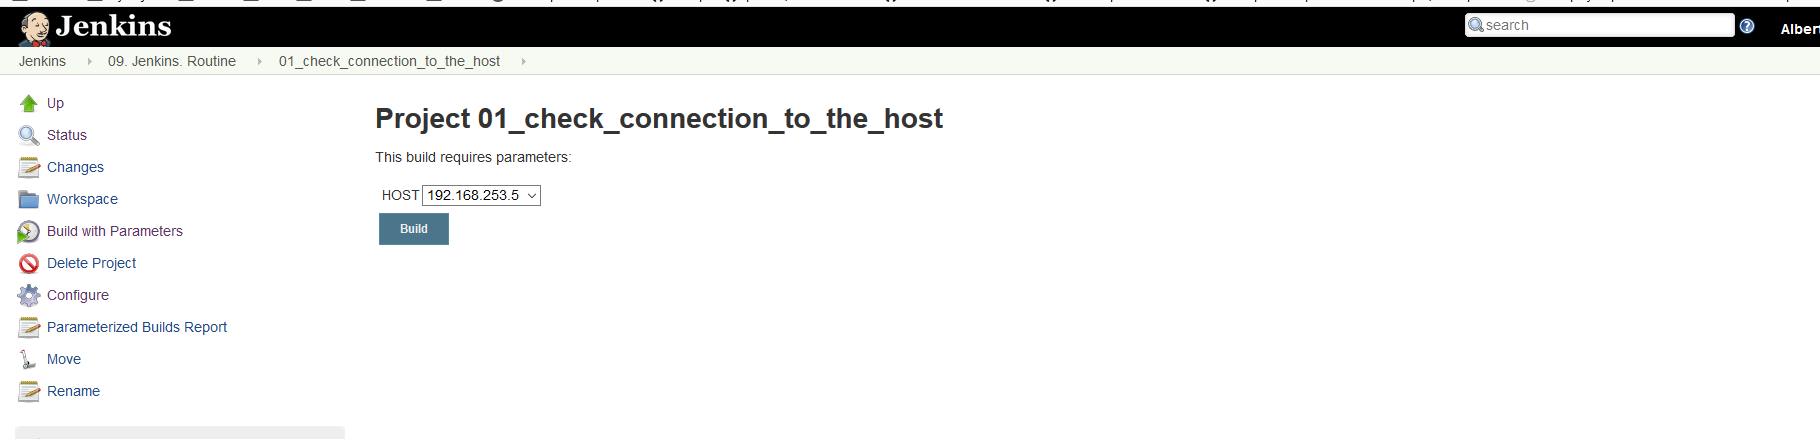 Jenkins
search
Alber
Jenkins
09. Jenkins. Routine
01_check_connection_to_the_host
Up
Status
Changes
Workspace
Build with Parameters
Delete Project
Configure
Parameterized Builds Report
Move
Rename
Project 01_check_connection_to_the_host
This build requires parameters:
HOST 192.168.253.5
Build